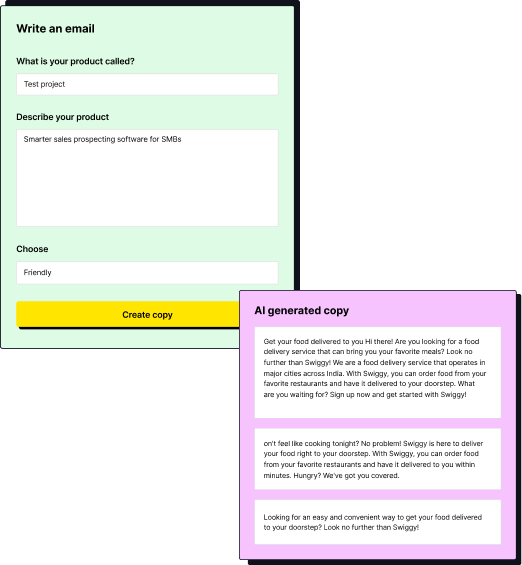 Write an email
What is your product called?
Test project
Describe your product
Smarter sales prospecting software for SMBs
Choose
Friendly
Create copy
AI generated copy
Get your food delivered to you Hi there! Are you looking for a food
delivery service that can bring you your favorite meals? Look no
further than Swiggy! We are a food delivery service that operates in
major cities across India. With Swiggy, you can order food from your
favorite restaurants and have it delivered to your doorstep. What
are you waiting for? Sign up now and get started with Swiggy!
on't feel like cooking tonight? No problem! Swiggy is here to deliver
your food right to your doorstep. With Swiggy, you can order food
from your favorite restaurants and have it delivered to you within
minutes. Hungry? We've got you covered.
Looking for an easy and convenient way to get your food delivered
to your doorstep? Look no further than Swiggy!